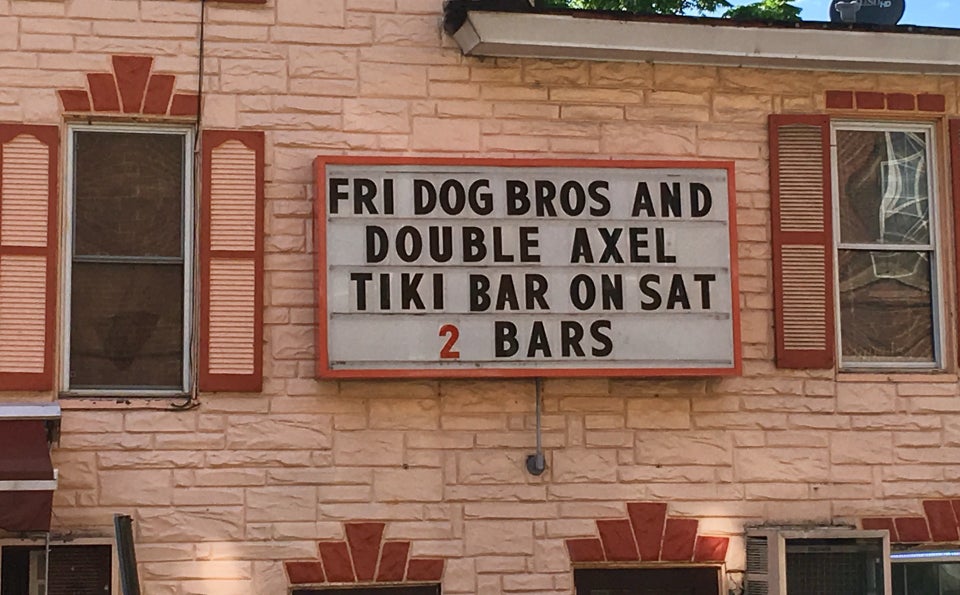 FRI DOG BROS AND
DOUBLE AXEL
TIKI BAR ON SAT
2 BARS